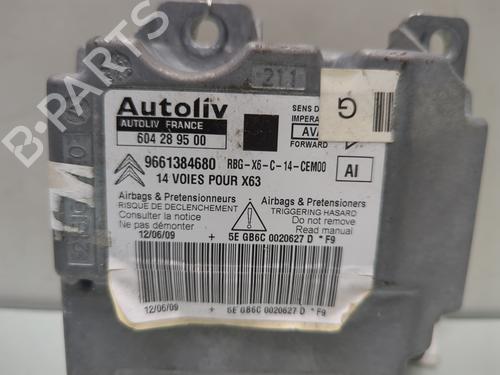 B-PARTS
211
Autoliv
AUTOLIV FRANCE
604 28 95 00
SENS D
IMPERA
AVA
FORWARD
G
9661384680 RBG-X6-C-14-CEM00
14 VOIES POUR X63
AI
Airbags & Pretensionneurs
RISQUE DE DECLENCHEMENT
Consulter la notice
Ne pas démonter
Airbags & Pretensioners
TRIGGERING HASARD
Do not remove
Read manual
12/06/09 + 5E GB6C 0020627 D *F9
12/06/09 + 5E GB6C 0020627 D *F9